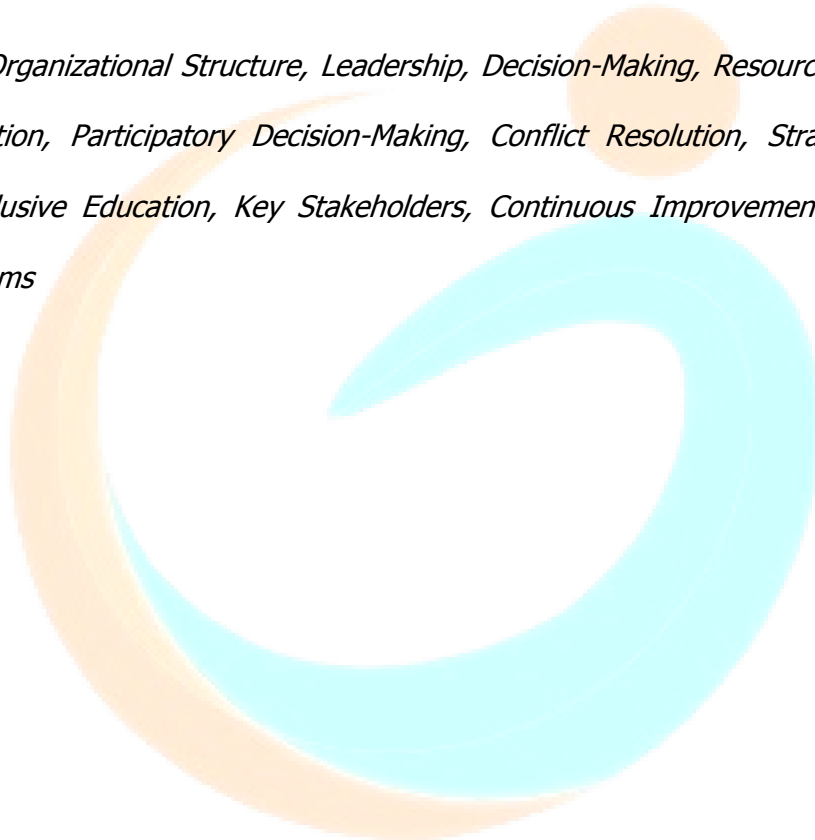 Organizational Structure, Leadership, Decision-Making, Resourc
tion, Participatory Decision-Making, Conflict Resolution, Stra
lusive Education, Key Stakeholders, Continuous Improvemen
ms